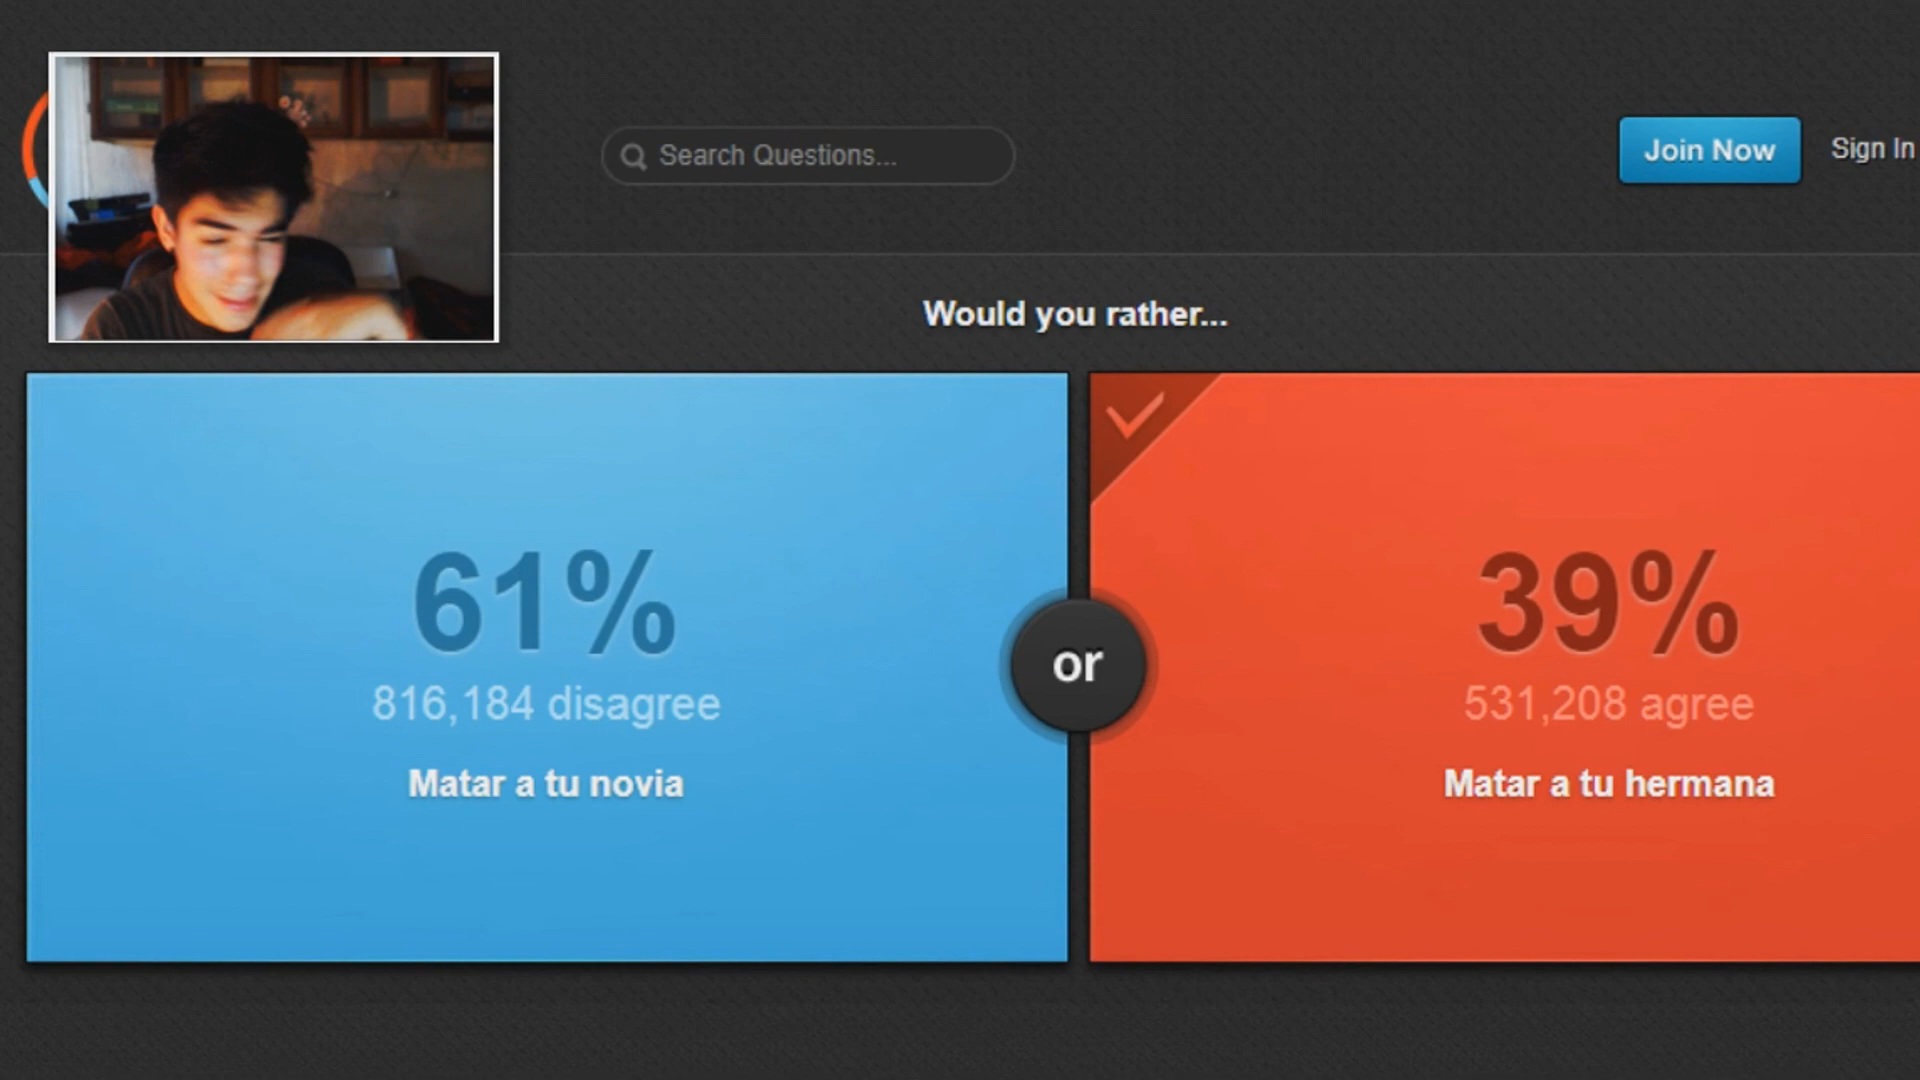 Search Questions...
Join Now
Sign In
Would you rather...
61%
816,184 disagree
Matar a tu novia
or
39%
531,208 agree
Matar a tu hermana